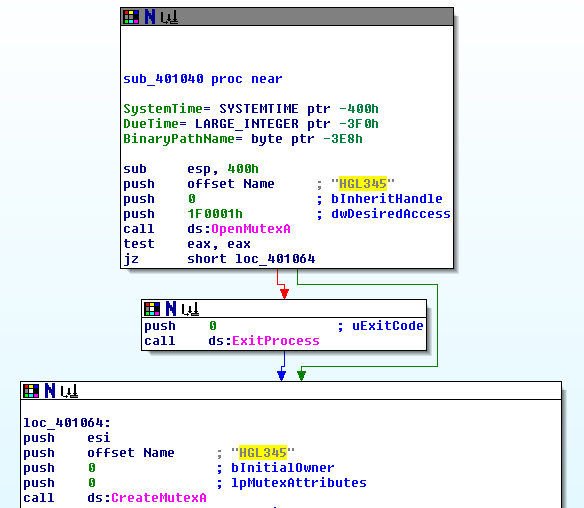 sub_401040 proc near
SystemTime= SYSTEMTIME ptr -400h
DueTime= LARGE_INTEGER ptr -3F0h
BinaryPathName= byte ptr -3E8h
sub esp, 400h
push offset Name ; "HGL345"
push 0 ; bInheritHandle
push 1F0001h ; dwDesiredAccess
call ds:OpenMutexA
test eax, eax
jz short loc_401064
push 0 ; uExitCode
call ds:ExitProcess
loc_401064:
push esi
push offset Name ; "HGL345"
push 0 ; bInitialOwner
push 0 ; lpMutexAttributes
call ds:CreateMutexA